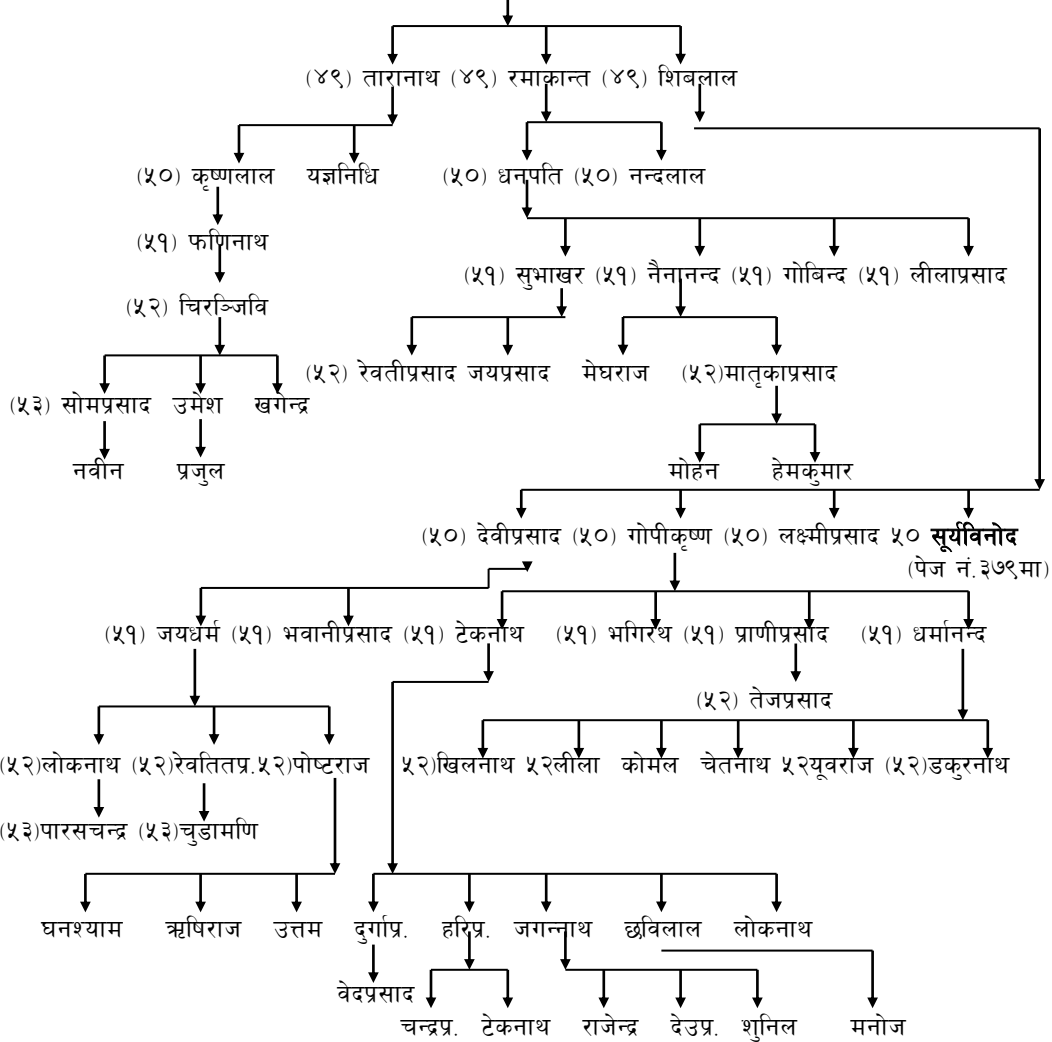 (४९) तारानाथ (४९) रमाकान्त (४९) शिबलाल
(५०) कृष्णलाल यज्ञनिधि (५०) धनपति (५०) नन्दलाल
(५१) फणिनाथ
(५१) सुभाखर (५१) नैनानन्द (५१) गोबिन्द (५१) लीलाप्रसाद
(५२) चिरञ्जिवि
(५२) रेवतीप्रसाद जयप्रसाद मेघराज (५२)मातृकाप्रसाद
(५३) सोमप्रसाद उमेश खगेन्द्र
नवीन प्रजुल मोहन हेमकुमार
(५०) देवीप्रसाद (५०) गोपीकृष्ण (५०) लक्ष्मीप्रसाद ५० सूर्यविनोद
(पेज नं.३७९मा)
(५१) जयधर्म (५१) भवानीप्रसाद (५१) टेकनाथ (५१) भगिरथ (५१) प्राणीप्रसाद (५१) धर्मानन्द
(५२) तेजप्रसाद
(५२)लोकनाथ (५२)रेवतितप्र.५२)पोष्टराज ५२)खिलनाथ ५२लीला कोमल चेतनाथ ५२यूवराज (५२)डकुरनाथ
(५३)पारसचन्द्र (५३)चुडामणि
घनश्याम ऋषिराज उत्तम दुर्गाप्र. हरिप्र. जगन्नाथ छविलाल लोकनाथ
वेदप्रसाद
चन्द्रप्र. टेकनाथ राजेन्द्र देउप्र. शुनिल मनोज